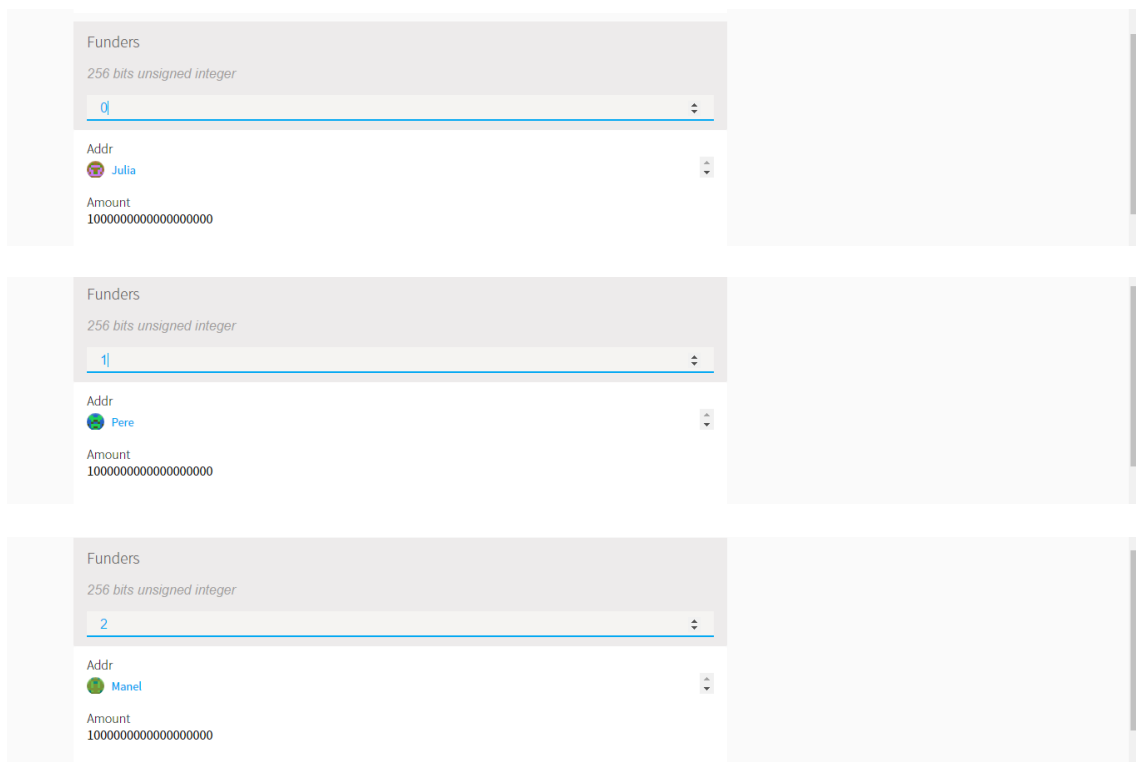 Funders
256 bits unsigned integer
0
Addr
Julia
Amount
1000000000000000000
Funders
256 bits unsigned integer
1
Addr
Pere
Amount
1000000000000000000
Funders
256 bits unsigned integer
2
Addr
Manel
Amount
1000000000000000000